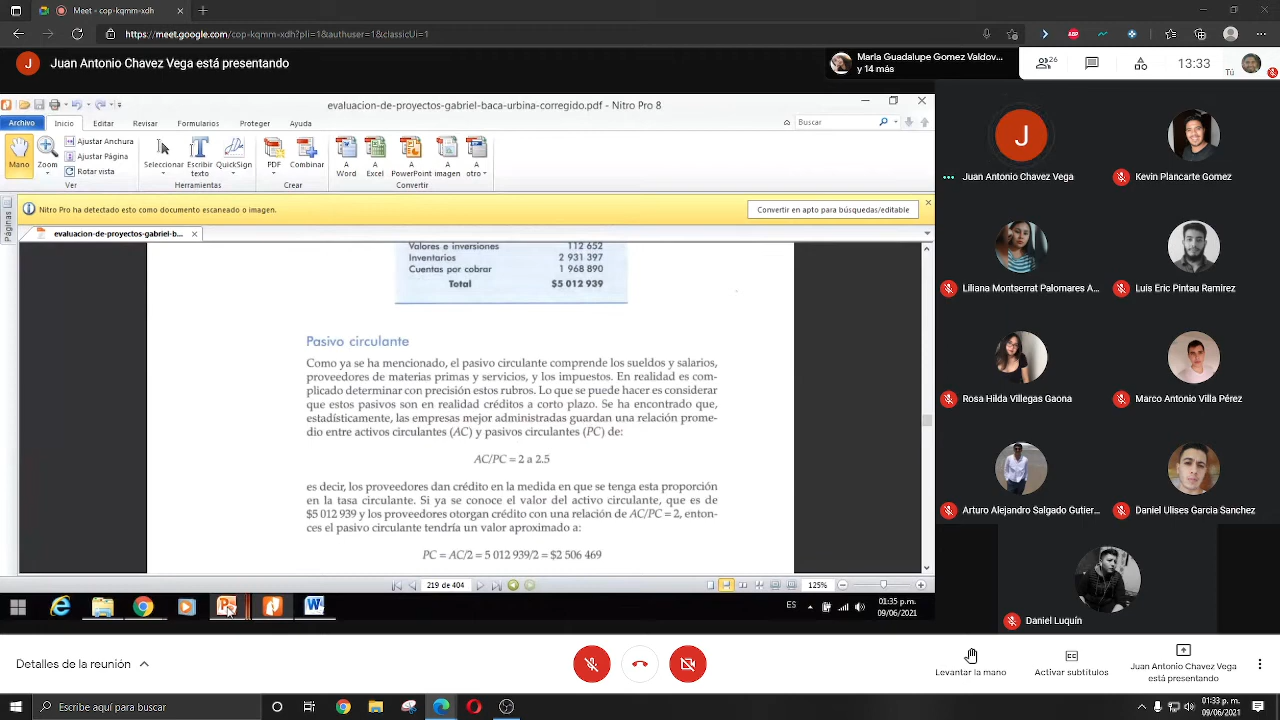 Meet
https://meet.google.com/cop-kqmm-xdh?pli=1&authuser=1&classIdx=1
J
Juan Antonio Chavez Vega está presentando
María Guadalupe Gomez Valdov...
y 14 más
26
13:33
Tú
evaluacion-de-proyectos-gabriel-baca-urbina-corregido.pdf - Nitro Pro 8
Archivo
Inicio
Editar
Revisar
Formularios
Proteger
Ayuda
Buscar
Mano
Zoom
Ajustar Anchura
Ajustar Página
Rotar vista
Ver
Seleccionar
Escribir texto
QuickSign
Herramientas
PDF
Combinar
Crear
A Word
A Excel
A PowerPoint
A imagen
A otro
Convertir
Nitro Pro ha detectado esto como documento escaneado o imagen.
Convertir en apto para búsquedas/editable
Páginas
evaluacion-de-proyectos-gabriel-b...
Valores e inversiones 112 652
Inventarios 2 931 397
Cuentas por cobrar 1 968 890
Total $5 012 939
Pasivo circulante
Como ya se ha mencionado, el pasivo circulante comprende los sueldos y salarios,
proveedores de materias primas y servicios, y los impuestos. En realidad es com-
plicado determinar con precisión estos rubros. Lo que se puede hacer es considerar
que estos pasivos son en realidad créditos a corto plazo. Se ha encontrado que,
estadísticamente, las empresas mejor administradas guardan una relación prome-
dio entre activos circulantes (AC) y pasivos circulantes (PC) de:
AC/PC = 2 a 2.5
es decir, los proveedores dan crédito en la medida en que se tenga esta proporción
en la tasa circulante. Si ya se conoce el valor del activo circulante, que es de
$5 012 939 y los proveedores otorgan crédito con una relación de AC/PC = 2, enton-
ces el pasivo circulante tendría un valor aproximado a:
PC = AC/2 = 5 012 939/2 = $2 506 469
219 de 404
125%
ES
01:35 p.m.
09/06/2021
J
Juan Antonio Chavez Vega
Kevin Plancarte Gomez
Liliana Montserrat Palomares A...
Luis Eric Pintau Ramírez
Rosa Hilda Villegas Gaona
Marco Antonio Villa Pérez
Arturo Alejandro Salgado Gutier...
Daniel Ulises Garcia Sanchez
Daniel Luquín
Detalles de la reunión
Levantar la mano
Activar subtítulos
Juan Antonio Chavez Vega
está presentando
Escribe aquí para buscar
01:33 p. m.
09/06/2021